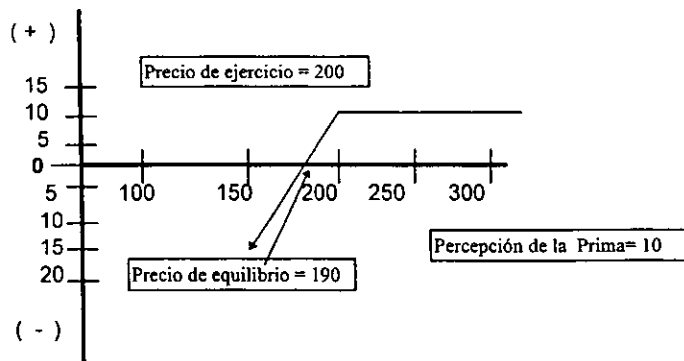 ( + )
Precio de ejercicio = 200
15
10
5
0
100 150 200 250 300
5
10
15
Percepción de la Prima= 10
20
Precio de equilibrio = 190
( - )